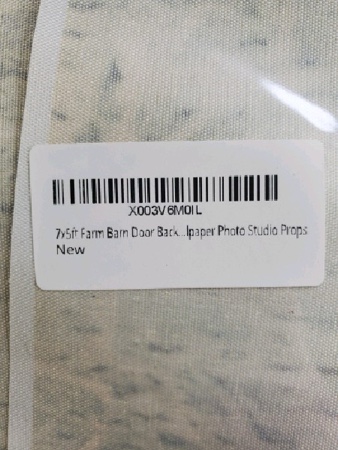 X003V6M0IL
7x5ft Farm Barn Door Back...lpaper Photo Studio Props
New